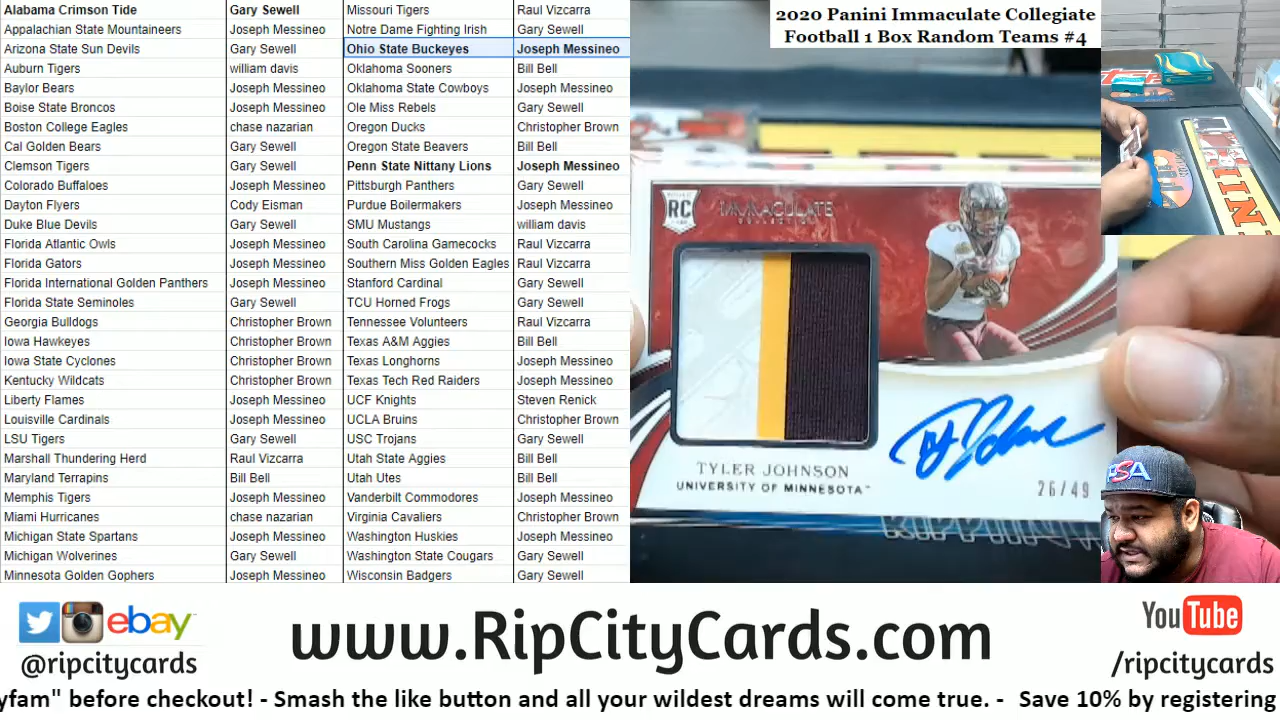 Alabama Crimson Tide Gary Sewell Missouri Tigers Raul Vizcarra
Appalachian State Mountaineers Joseph Messineo Notre Dame Fighting Irish Gary Sewell
Arizona State Sun Devils Gary Sewell Ohio State Buckeyes Joseph Messineo
Auburn Tigers william davis Oklahoma Sooners Bill Bell
Baylor Bears Joseph Messineo Oklahoma State Cowboys Joseph Messineo
Boise State Broncos Joseph Messineo Ole Miss Rebels Gary Sewell
Boston College Eagles chase nazarian Oregon Ducks Christopher Brown
Cal Golden Bears Gary Sewell Oregon State Beavers Bill Bell
Clemson Tigers Gary Sewell Penn State Nittany Lions Joseph Messineo
Colorado Buffaloes Joseph Messineo Pittsburgh Panthers Gary Sewell
Dayton Flyers Cody Eisman Purdue Boilermakers Joseph Messineo
Duke Blue Devils Gary Sewell SMU Mustangs william davis
Florida Atlantic Owls Joseph Messineo South Carolina Gamecocks Raul Vizcarra
Florida Gators Joseph Messineo Southern Miss Golden Eagles Raul Vizcarra
Florida International Golden Panthers Joseph Messineo Stanford Cardinal Gary Sewell
Florida State Seminoles Gary Sewell TCU Horned Frogs Gary Sewell
Georgia Bulldogs Christopher Brown Tennessee Volunteers Raul Vizcarra
Iowa Hawkeyes Christopher Brown Texas A&M Aggies Bill Bell
Iowa State Cyclones Christopher Brown Texas Longhorns Joseph Messineo
Kentucky Wildcats Christopher Brown Texas Tech Red Raiders Joseph Messineo
Liberty Flames Joseph Messineo UCF Knights Steven Renick
Louisville Cardinals Joseph Messineo UCLA Bruins Christopher Brown
LSU Tigers Gary Sewell USC Trojans Gary Sewell
Marshall Thundering Herd Raul Vizcarra Utah State Aggies Bill Bell
Maryland Terrapins Bill Bell Utah Utes Bill Bell
Memphis Tigers Joseph Messineo Vanderbilt Commodores Joseph Messineo
Miami Hurricanes chase nazarian Virginia Cavaliers Christopher Brown
Michigan State Spartans Joseph Messineo Washington Huskies Joseph Messineo
Michigan Wolverines Gary Sewell Washington State Cougars Gary Sewell
Minnesota Golden Gophers Joseph Messineo Wisconsin Badgers Gary Sewell
2020 Panini Immaculate Collegiate
Football 1 Box Random Teams #4
RC
IMMACULATE
COLLECTION
TYLER JOHNSON
UNIVERSITY OF MINNESOTA™
26/49
ebay™
@ripcitycards
www.RipCityCards.com
YouTube
/ripcitycards
yfam" before checkout! - Smash the like button and all your wildest dreams will come true. - Save 10% by registering